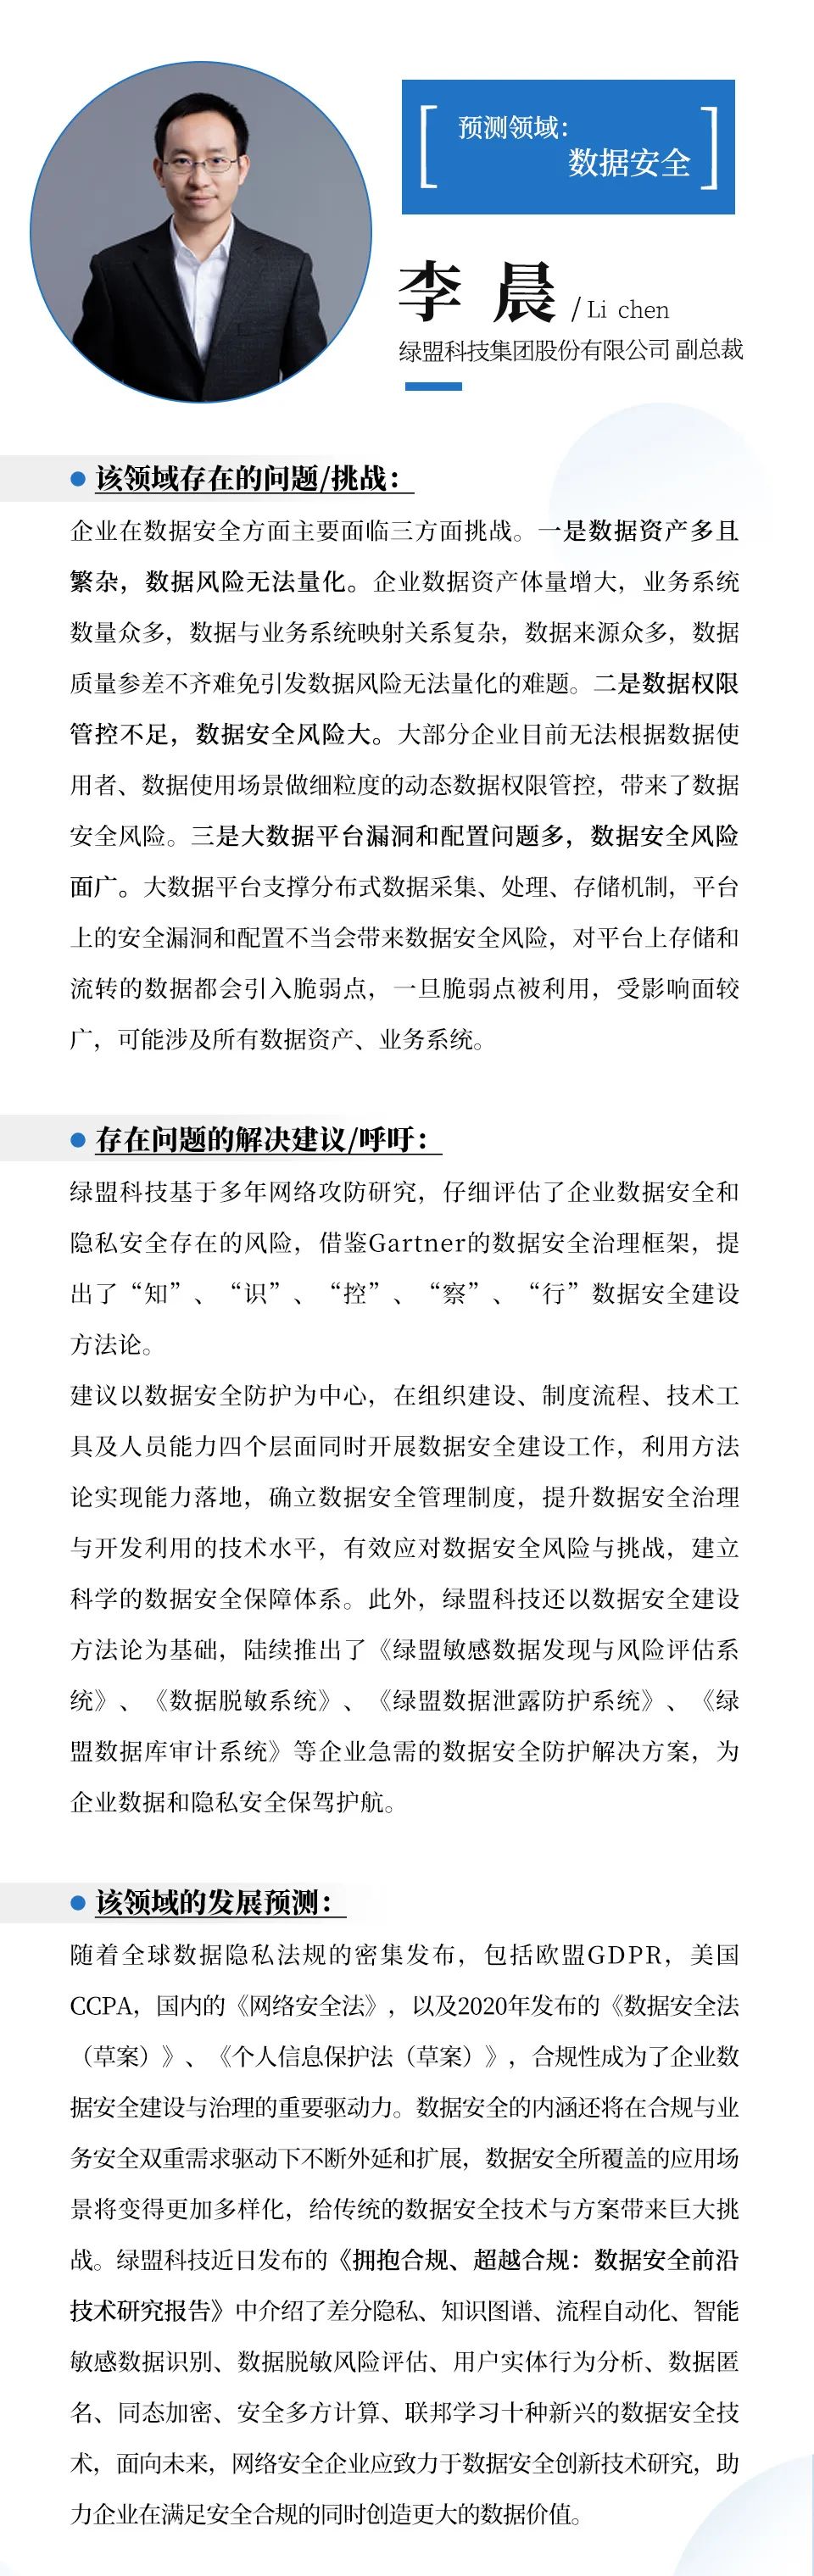 预测领域：
数据安全
李 晨 / Li chen
绿盟科技集团股份有限公司 副总裁
该领域存在的问题/挑战：
企业在数据安全方面主要面临三方面挑战。一是数据资产多且
繁杂，数据风险无法量化。企业数据资产体量增大，业务系统
数量众多，数据与业务系统映射关系复杂，数据来源众多，数据
质量参差不齐难免引发数据风险无法量化的难题。二是数据权限
管控不足，数据安全风险大。大部分企业目前无法根据数据使
用者、数据使用场景做细粒度的动态数据权限管控，带来了数据
安全风险。三是大数据平台漏洞和配置问题多，数据安全风险
面广。大数据平台支撑分布式数据采集、处理、存储机制，平台
上的安全漏洞和配置不当会带来数据安全风险，对平台上存储和
流转的数据都会引入脆弱点，一旦脆弱点被利用，受影响面较
广，可能涉及所有数据资产、业务系统。
存在问题的解决建议/呼吁：
绿盟科技基于多年网络攻防研究，仔细评估了企业数据安全和
隐私安全存在的风险，借鉴Gartner的数据安全治理框架，提
出了“知”、“识”、“控”、“察”、“行”数据安全建设
方法论。
建议以数据安全防护为中心，在组织建设、制度流程、技术工
具及人员能力四个层面同时开展数据安全建设工作，利用方法
论实现能力落地，确立数据安全管理制度，提升数据安全治理
与开发利用的技术水平，有效应对数据安全风险与挑战，建立
科学的数据安全保障体系。此外，绿盟科技还以数据安全建设
方法论为基础，陆续推出了《绿盟敏感数据发现与风险评估系
统》、《数据脱敏系统》、《绿盟数据泄露防护系统》、《绿
盟数据库审计系统》等企业急需的数据安全防护解决方案，为
企业数据和隐私安全保驾护航。
该领域的发展预测：
随着全球数据隐私法规的密集发布，包括欧盟GDPR，美国
CCPA，国内的《网络安全法》，以及2020年发布的《数据安全法
（草案）》、《个人信息保护法（草案）》，合规性成为了企业数
据安全建设与治理的重要驱动力。数据安全的内涵还将在合规与业
务安全双重需求驱动下不断外延和扩展，数据安全所覆盖的应用场
景将变得更加多样化，给传统的数据安全技术与方案带来巨大挑
战。绿盟科技近日发布的《拥抱合规、超越合规：数据安全前沿
技术研究报告》中介绍了差分隐私、知识图谱、流程自动化、智能
敏感数据识别、数据脱敏风险评估、用户实体行为分析、数据匿
名、同态加密、安全多方计算、联邦学习十种新兴的数据安全技
术，面向未来，网络安全企业应致力于数据安全创新技术研究，助
力企业在满足安全合规的同时创造更大的数据价值。